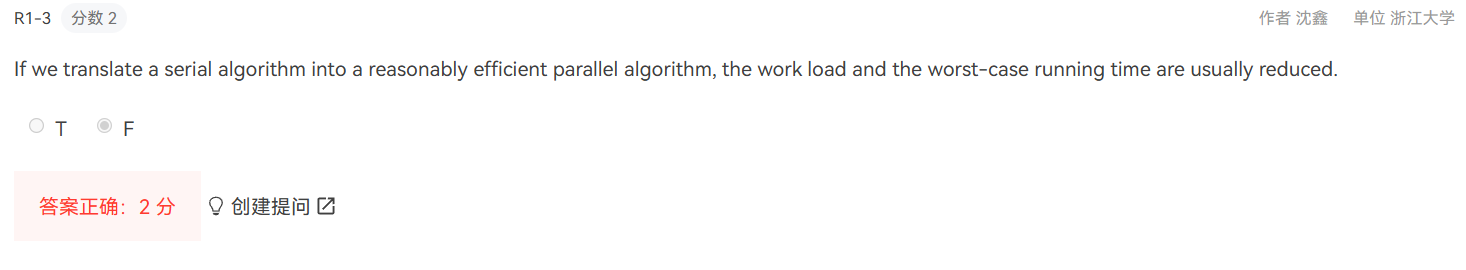 R1-3 分数 2 作者 沈鑫 单位 浙江大学
If we translate a serial algorithm into a reasonably efficient parallel algorithm, the work load and the worst-case running time are usually reduced.
T F
答案正确：2 分 创建提问